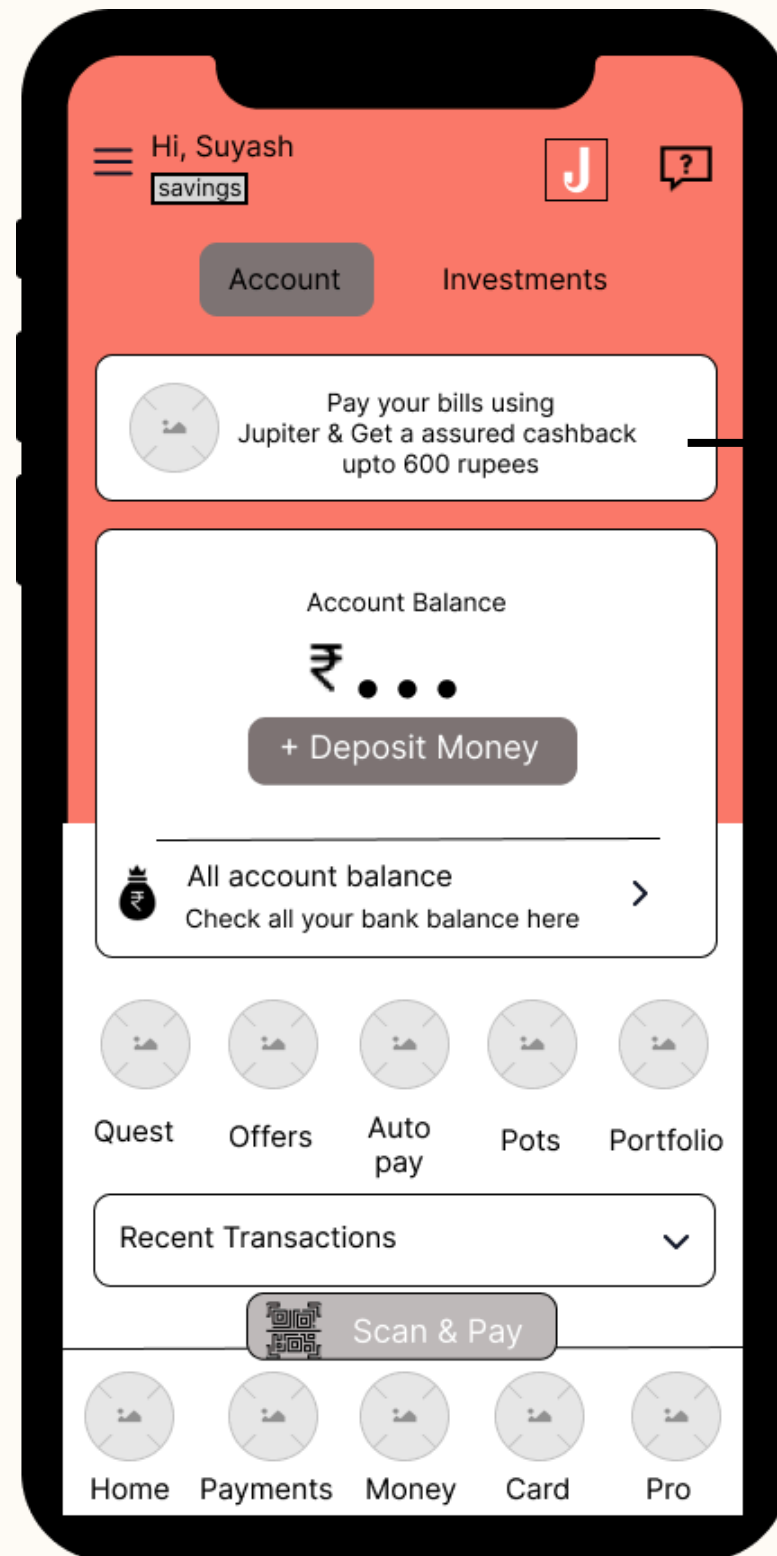 Hi, Suyash
savings
J
?
Account
Investments
Pay your bills using
Jupiter & Get a assured cashback
upto 600 rupees
Account Balance
₹...
+ Deposit Money
₹
All account balance
Check all your bank balance here
Quest
Offers
Auto
pay
Pots
Portfolio
Recent Transactions
Scan & Pay
Home
Payments
Money
Card
Pro